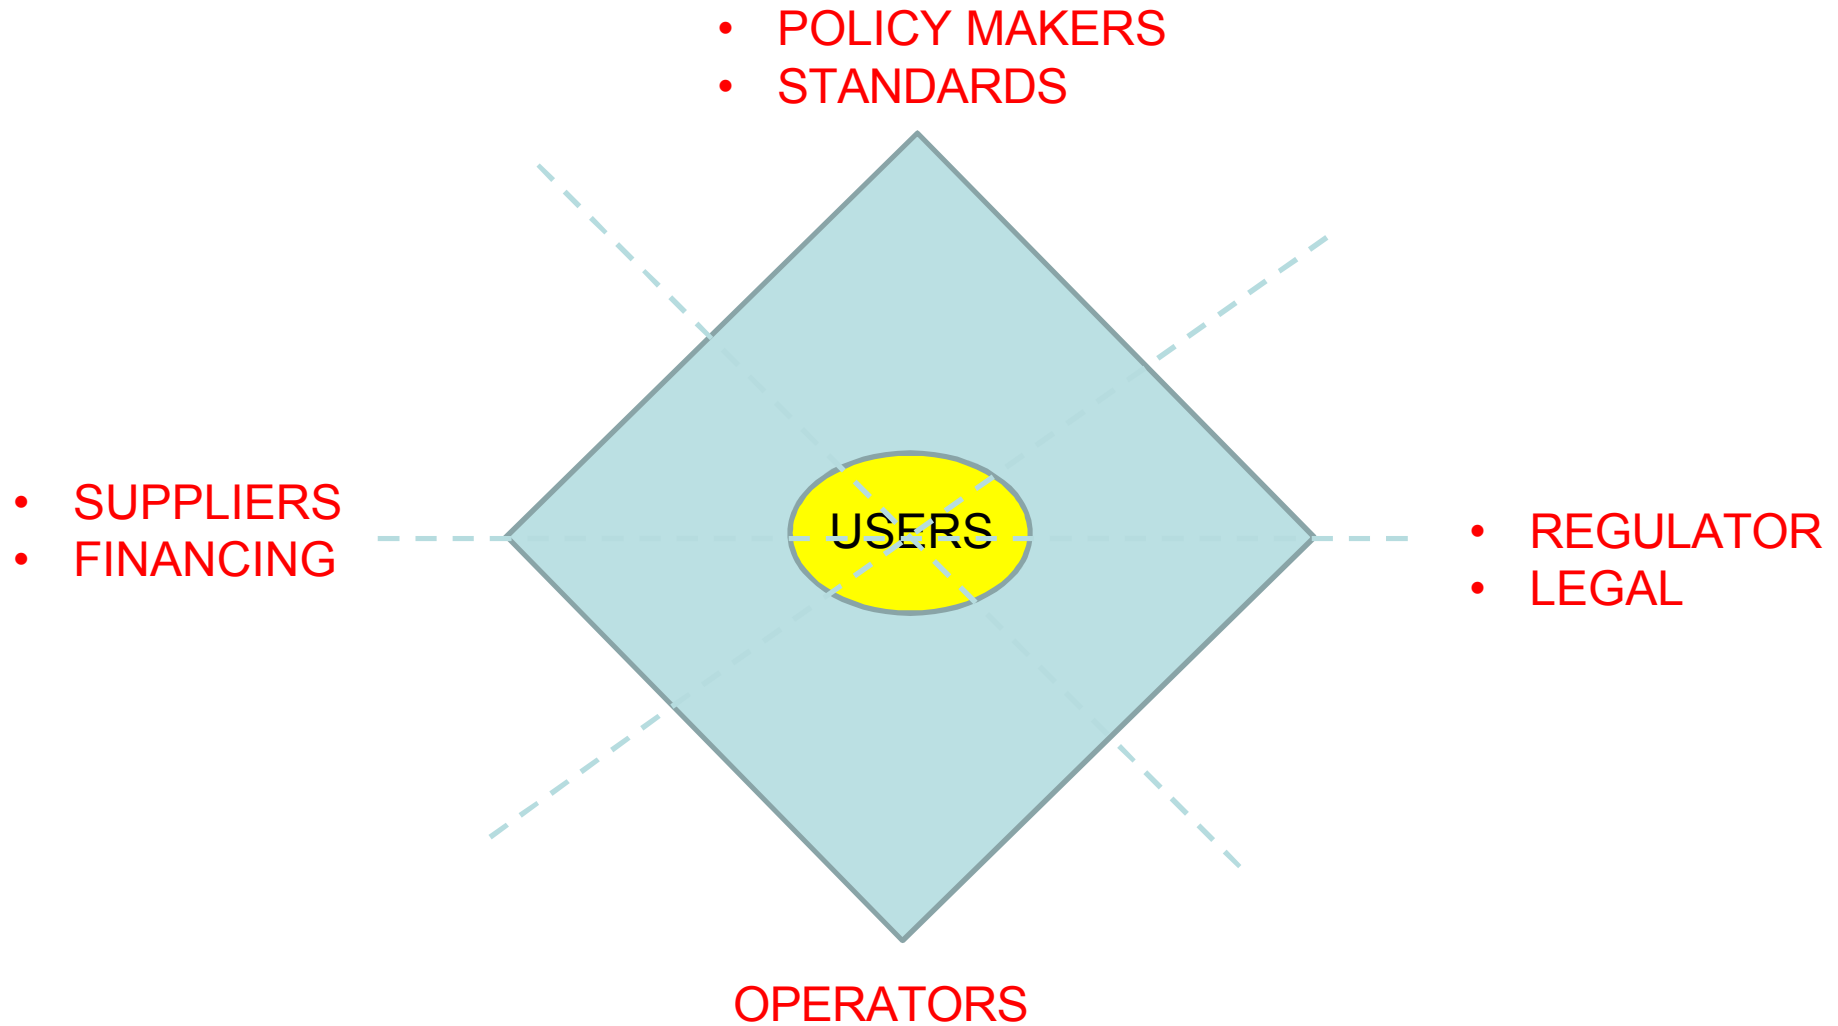 • POLICY MAKERS
• STANDARDS
• SUPPLIERS
• FINANCING
USERS
• REGULATOR
• LEGAL
OPERATORS